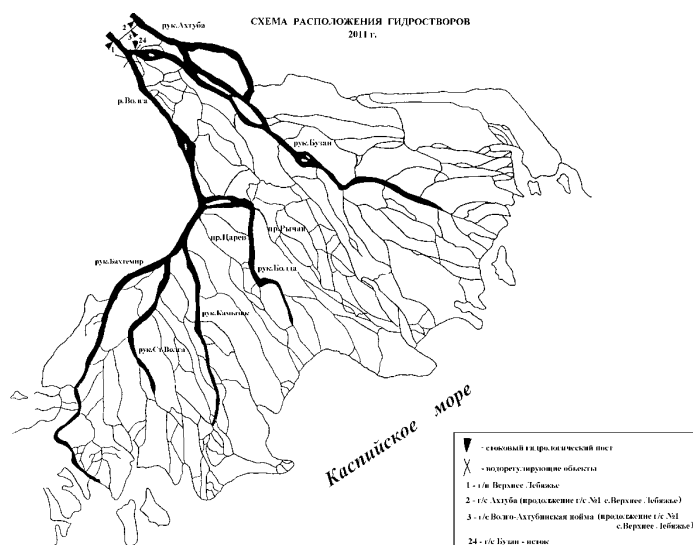 СХЕМА РАСПОЛОЖЕНИЯ ГИДРОСТВОРОВ
2011 г.
рук.Ахтуба
2
3
24
1
р.Волга
рук.Бузан
пр.Рычан
пр.Царев
рук.Бахтемир
рук.Болда
рук.Камызяк
рук.Ст.Волга
Каспийское море
- стоковый гидрологический пост
- водорегулирующие объекты
1 - г/п Верхнее Лебяжье
2 - г/с Ахтуба (продолжение г/с №1 с.Верхнее Лебяжье)
3 - г/с Волго-Ахтубинская пойма (продолжение г/с №1
с.Верхнее Лебяжье)
24 - г/с Бузан - исток